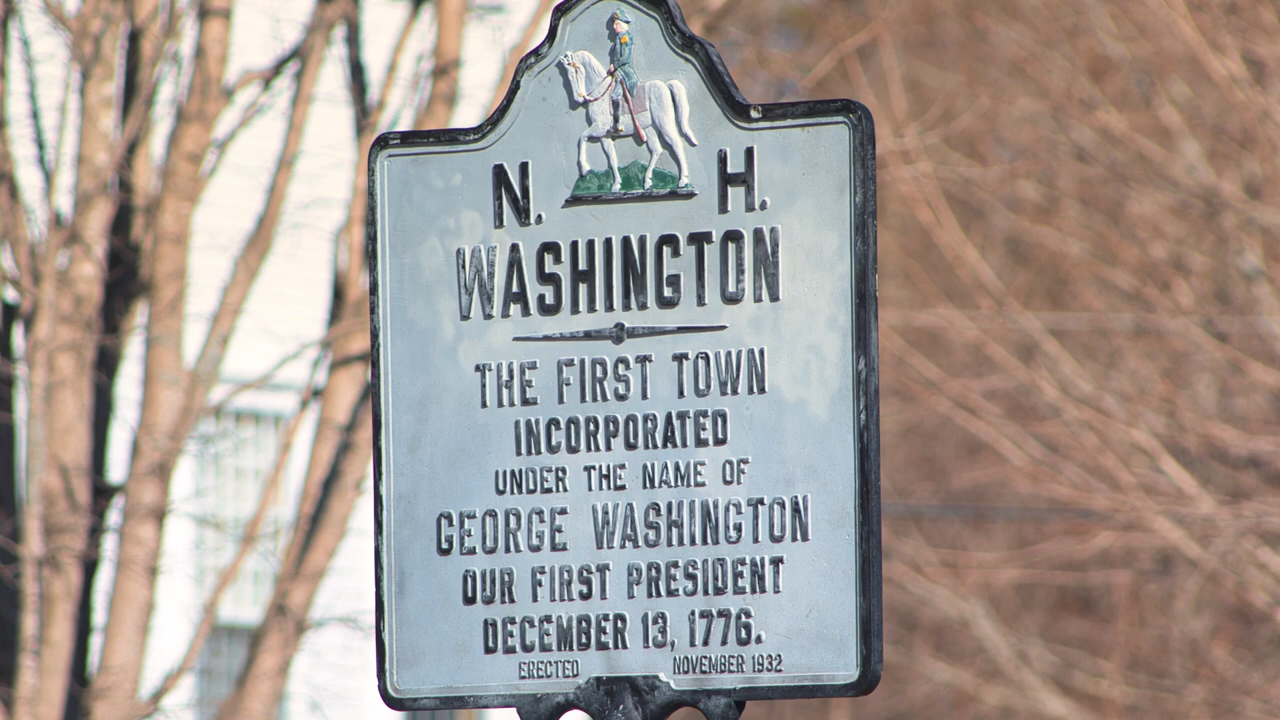 N. H.
WASHINGTON
THE FIRST TOWN
INCORPORATED
UNDER THE NAME OF
GEORGE WASHINGTON
OUR FIRST PRESIDENT
DECEMBER 13, 1776.
ERECTED NOVEMBER 1932